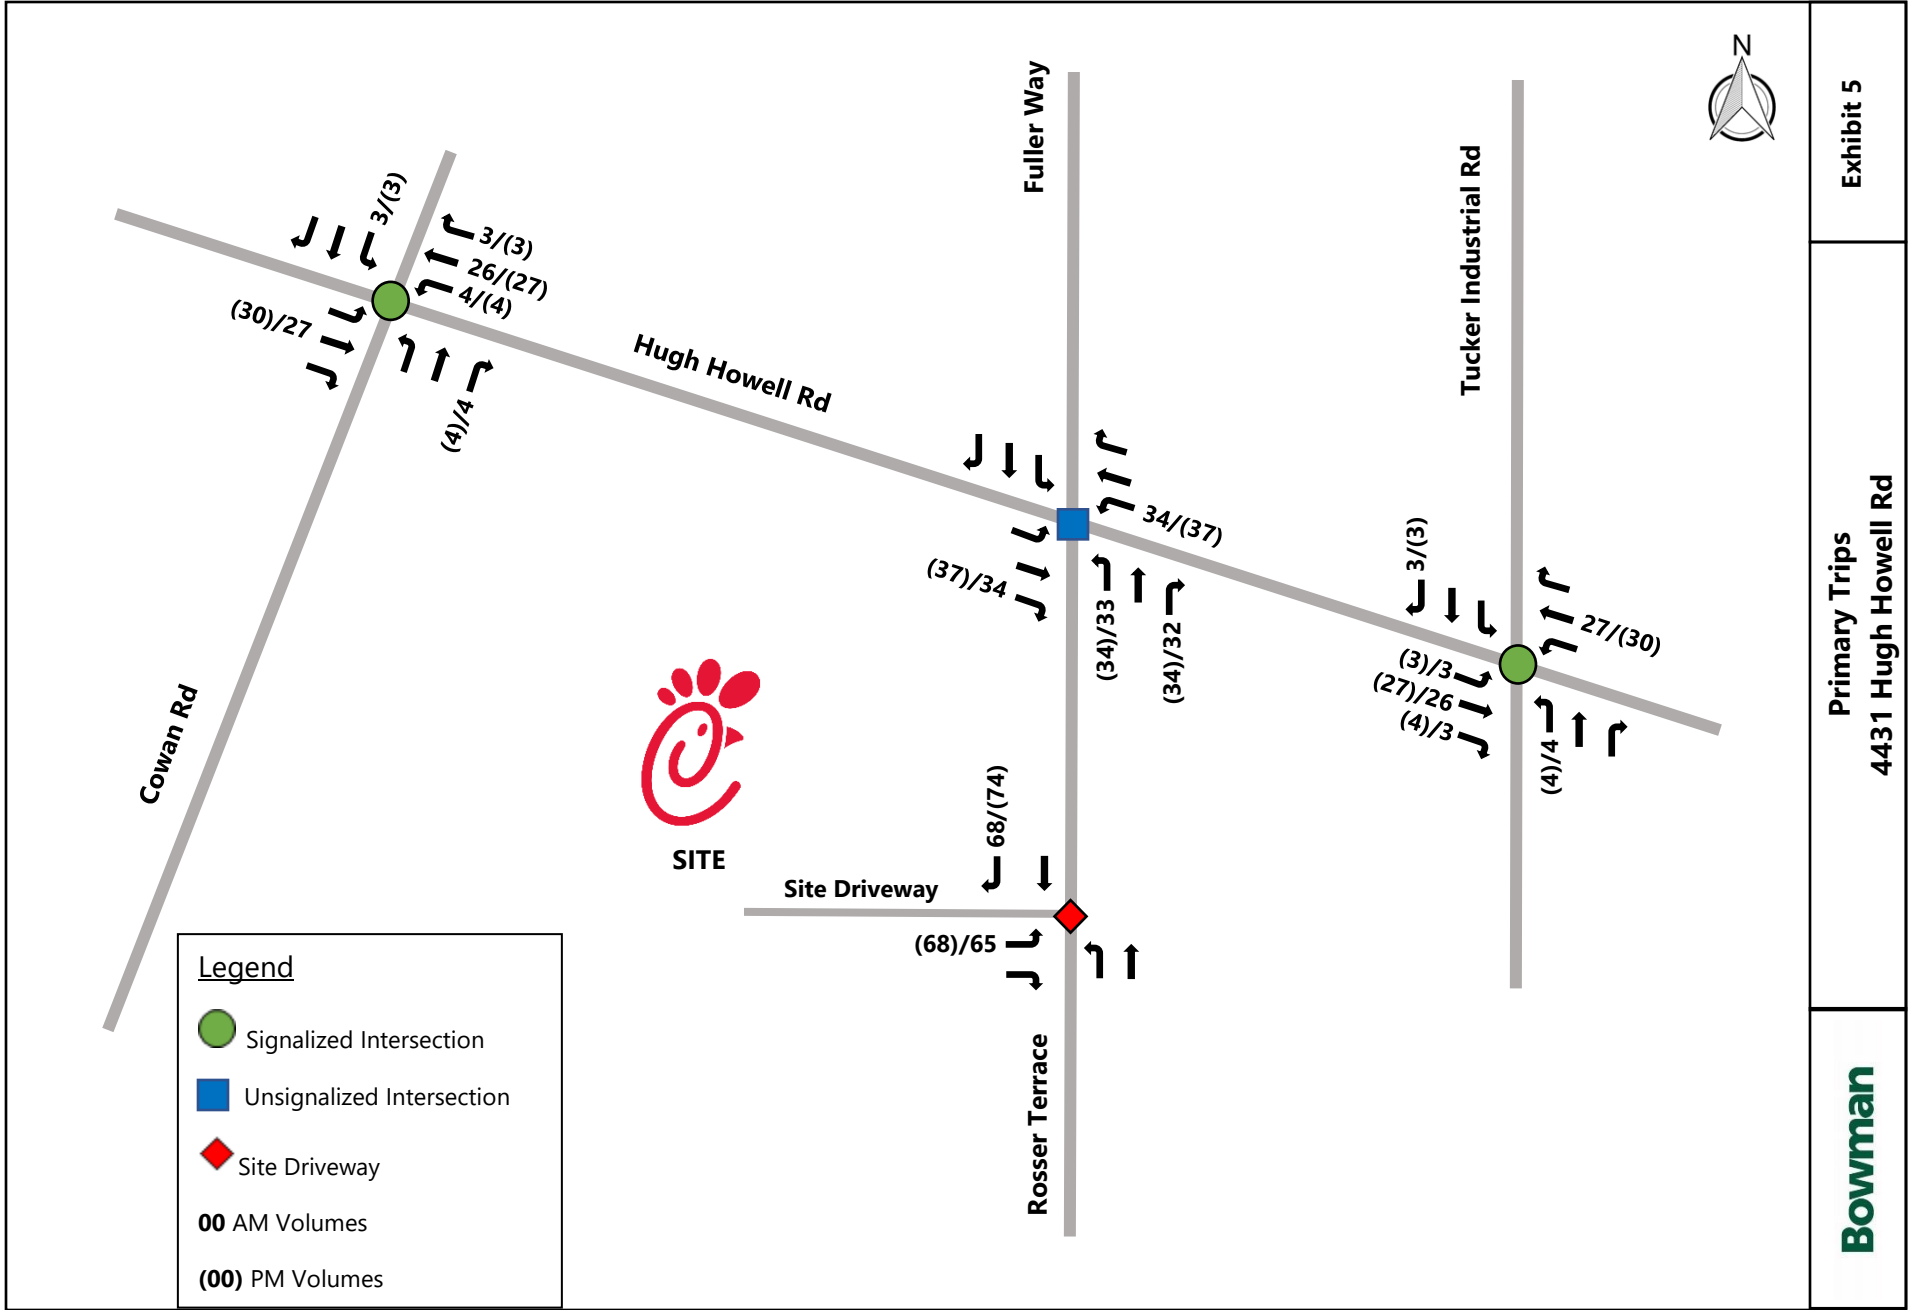 N
Exhibit 5
Primary Trips
4431 Hugh Howell Rd
Bowman
Fuller Way
Tucker Industrial Rd
Hugh Howell Rd
Cowan Rd
Rosser Terrace
3/(3)
3/(3)
26/(27)
4/(4)
(30)/27
(4)/4
34/(37)
(37)/34
(34)/33
(34)/32
3/(3)
27/(30)
(3)/3
(27)/26
(4)/3
(4)/4
68/(74)
SITE
Site Driveway
(68)/65
Legend
Signalized Intersection
Unsignalized Intersection
Site Driveway
00 AM Volumes
(00) PM Volumes